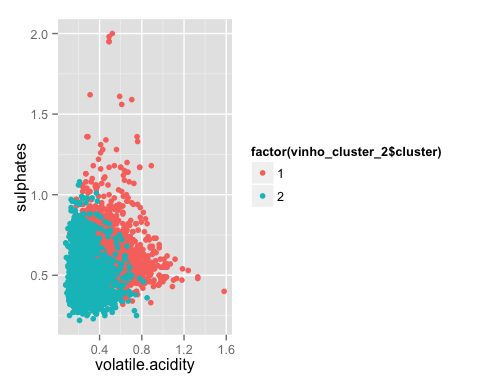 2.0
1.5
1.0
0.5
sulphates
0.4 0.8 1.2 1.6
volatile.acidity
factor(vinho_cluster_2$cluster)
1
2